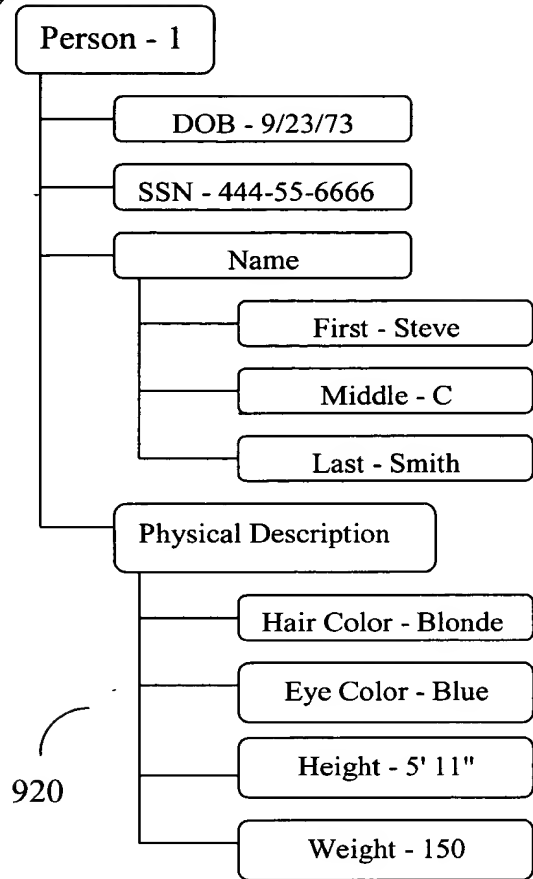 Person - 1
DOB - 9/23/73
SSN - 444-55-6666
Name
First - Steve
Middle - C
Last - Smith
Physical Description
Hair Color - Blonde
Eye Color - Blue
Height - 5' 11"
Weight - 150
920